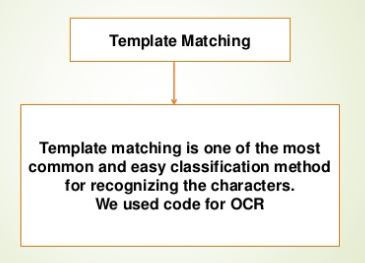 Template Matching
Template matching is one of the most
common and easy classification method
for recognizing the characters.
We used code for OCR